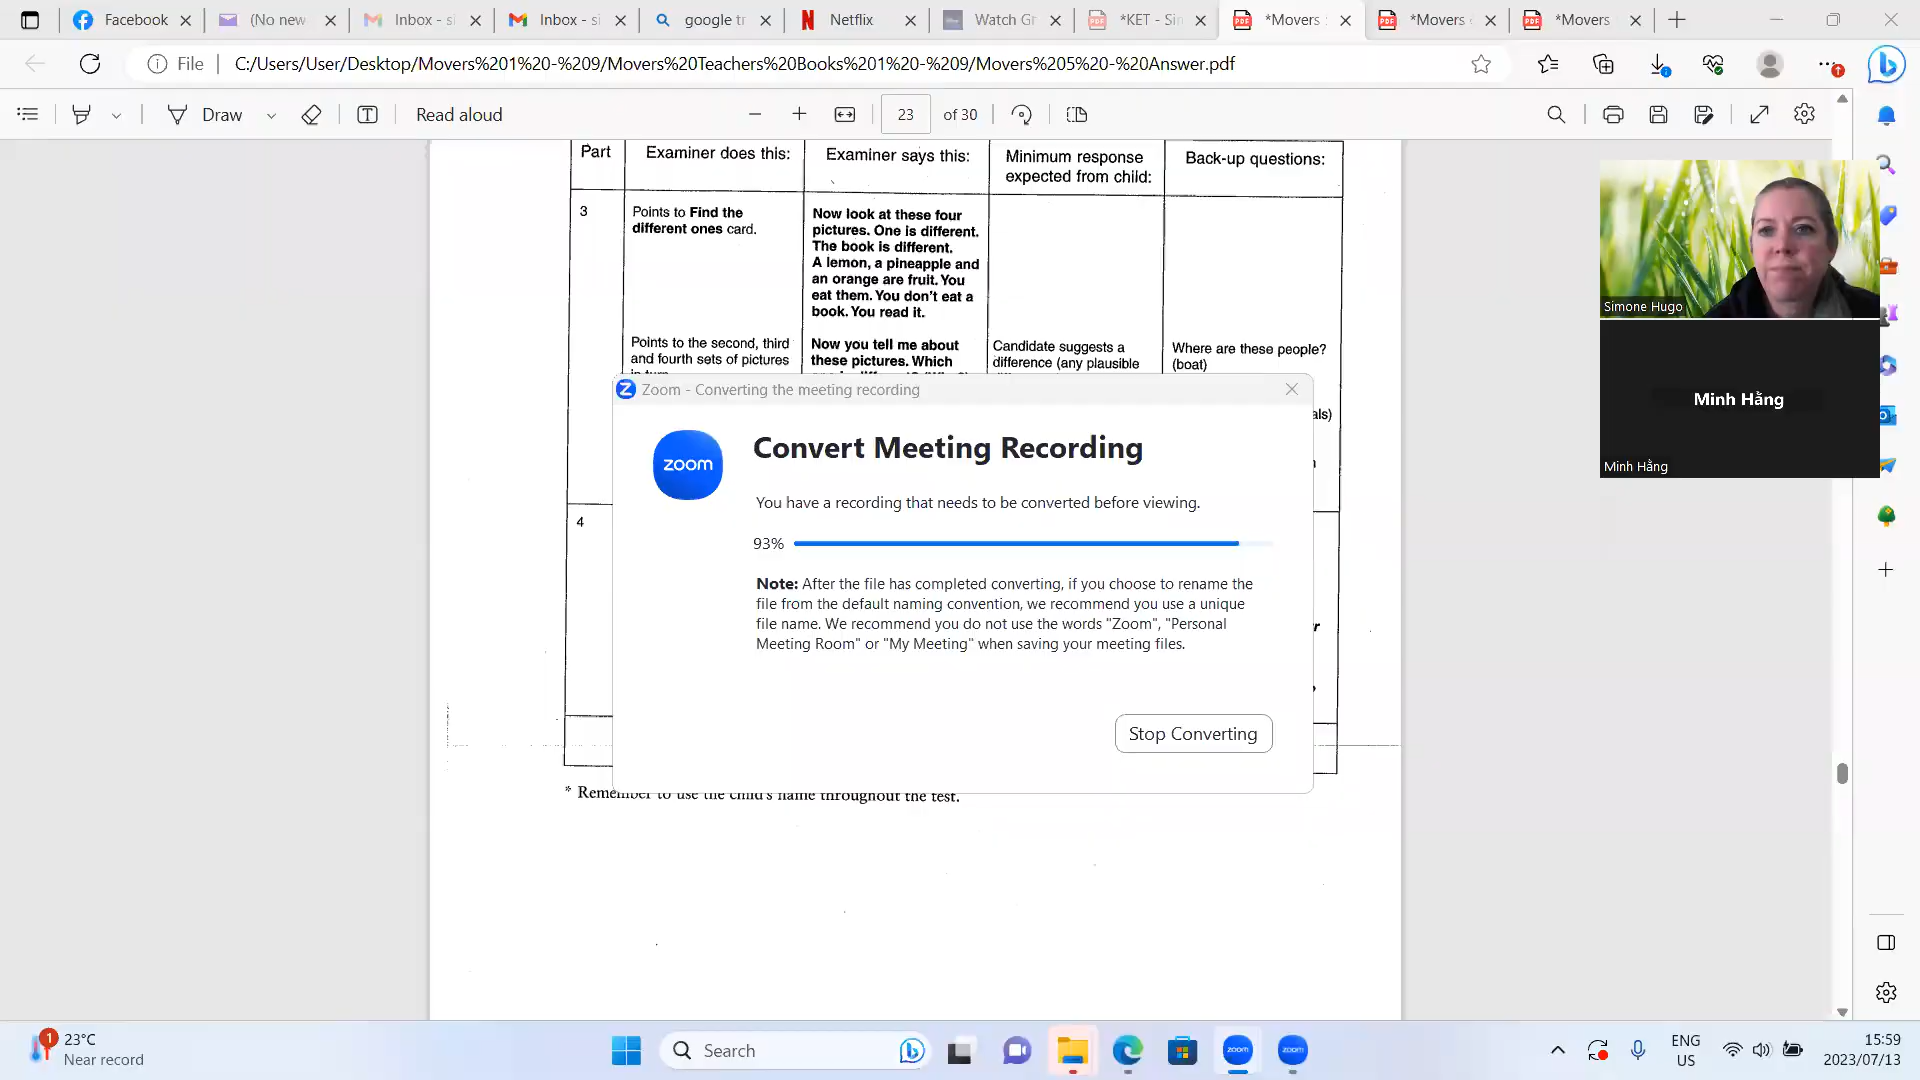 Facebook
(No new
Inbox - si
Inbox - si
google tr
Netflix
Watch Gr
*KET - Sin
*Movers
*Movers
*Movers
File
C:/Users/User/Desktop/Movers%201%20-%209/Movers%20Teachers%20Books%201%20-%209/Movers%205%20-%20Answer.pdf
Draw
Read aloud
23
of 30
Part
Examiner does this:
Examiner says this:
Minimum response
expected from child:
Back-up questions:
3
Points to Find the
different ones card.
Now look at these four
pictures. One is different.
The book is different.
A lemon, a pineapple and
an orange are fruit. You
eat them. You don't eat a
book. You read it.
Points to the second, third
and fourth sets of pictures
Now you tell me about
these pictures. Which
Candidate suggests a
difference (any plausible
Where are these people?
(boat)
als)
4
* Remember to use the child's name throughout the test.
Zoom - Converting the meeting recording
zoom
Convert Meeting Recording
You have a recording that needs to be converted before viewing.
93%
Note: After the file has completed converting, if you choose to rename the
file from the default naming convention, we recommend you use a unique
file name. We recommend you do not use the words "Zoom", "Personal
Meeting Room" or "My Meeting" when saving your meeting files.
Stop Converting
Simone Hugo
Minh Hằng
Minh Hằng
1
23°C
Near record
Search
zoom
zoom
ENG
US
15:59
2023/07/13